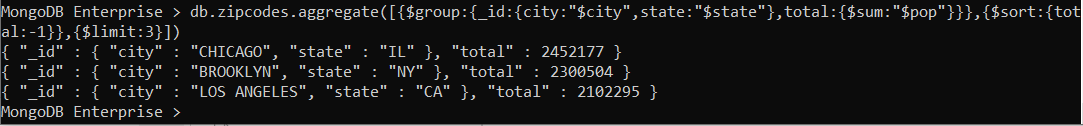 MongoDB Enterprise > db.zipcodes.aggregate([{$group:{_id:{city:"$city",state:"$state"},total:{$sum:"$pop"}}},{$sort:{tot
al:-1}},{$limit:3}])
{ "_id" : { "city" : "CHICAGO", "state" : "IL" }, "total" : 2452177 }
{ "_id" : { "city" : "BROOKLYN", "state" : "NY" }, "total" : 2300504 }
{ "_id" : { "city" : "LOS ANGELES", "state" : "CA" }, "total" : 2102295 }
MongoDB Enterprise >